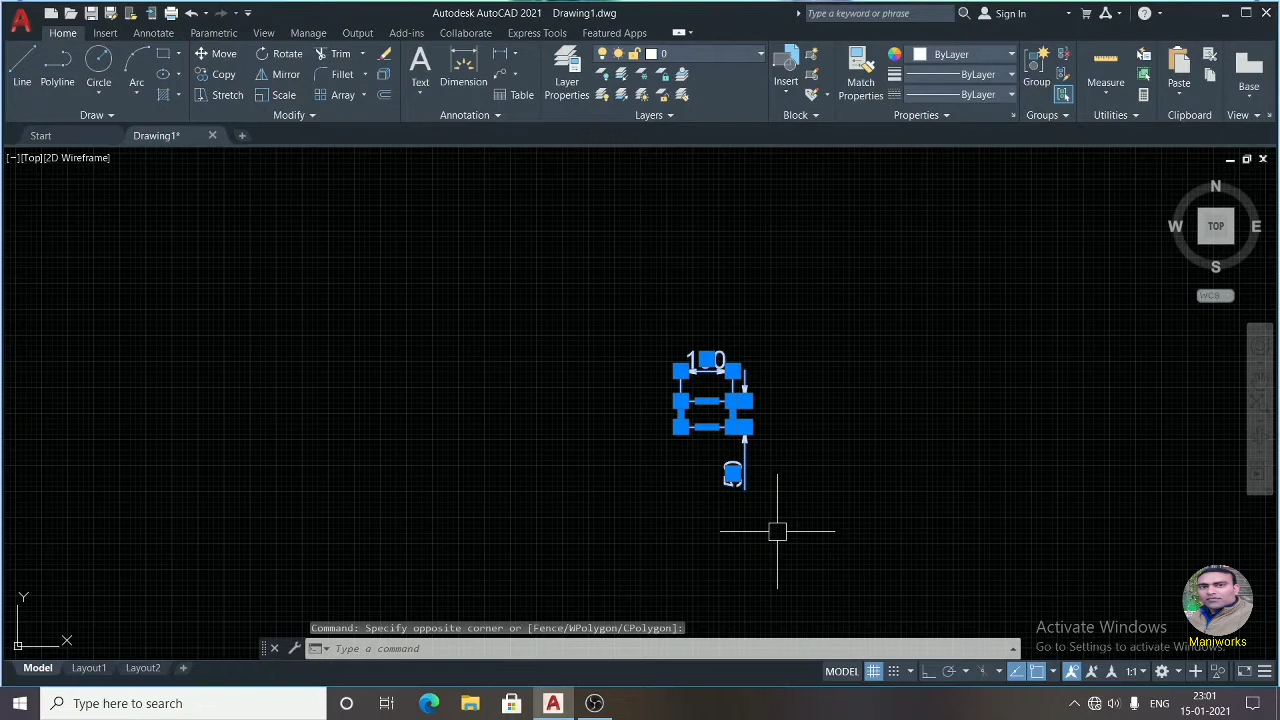 Autodesk AutoCAD 2021 Drawing1.dwg
Type a keyword or phrase
Sign In
Home Insert Annotate Parametric View Manage Output Add-ins Collaborate Express Tools Featured Apps
Line
Polyline
Circle
Arc
Draw
Move
Rotate
Trim
Copy
Mirror
Fillet
Stretch
Scale
Array
Modify
Text
Dimension
Table
Annotation
Layer
Properties
0
Layers
Insert
Block
Match
Properties
ByLayer
ByLayer
ByLayer
Properties
Group
Groups
Measure
Utilities
Paste
Clipboard
Base
View
Start
Drawing1*
[−][Top][2D Wireframe]
N
W
TOP
E
S
WCS
Y
X
Command: Specify opposite corner or [Fence/WPolygon/CPolygon]:
Type a command
Activate Windows
Go to Settings to activate Windows.
Maniworks
Model Layout1 Layout2
MODEL
1:1
Type here to search
ENG
23:01
15-01-2021